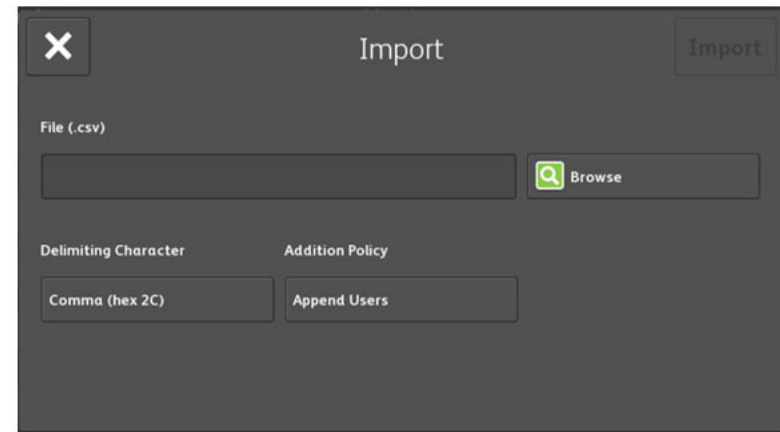 Import
Import
File (.csv)
Browse
Delimiting Character
Addition Policy
Comma (hex 2C)
Append Users